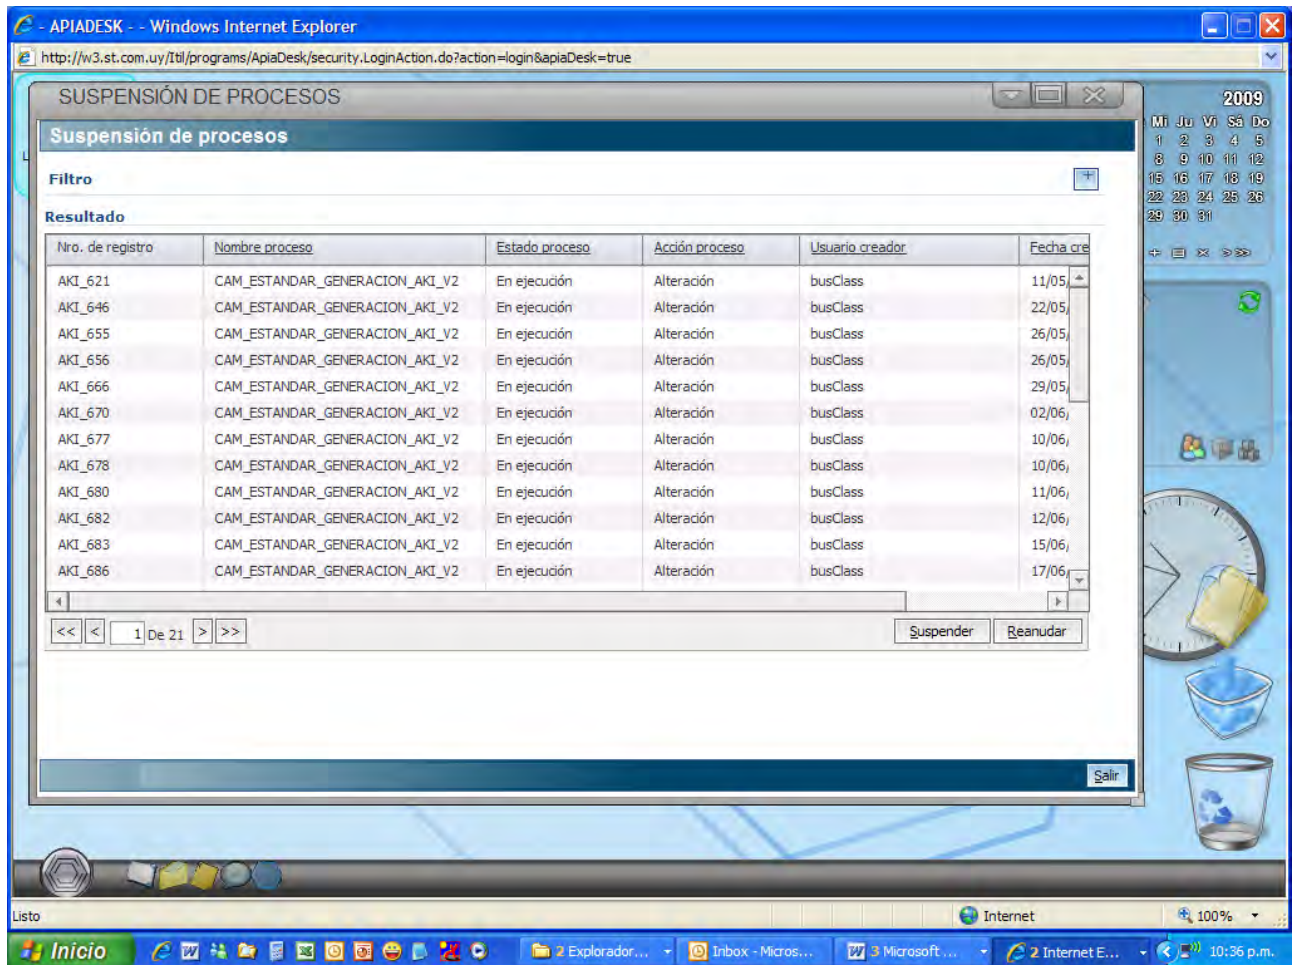 - APIADESK - - Windows Internet Explorer
http://w3.st.com.uy/Itil/programs/ApiaDesk/security.LoginAction.do?action=login&apiaDesk=true
SUSPENSIÓN DE PROCESOS
2009
Suspensión de procesos
Mi Ju Vi Sá Do
1 2 3 4 5
8 9 10 11 12
15 16 17 18 19
22 23 24 25 26
29 30 31
Filtro
Resultado
Nro. de registro Nombre proceso Estado proceso Acción proceso Usuario creador Fecha cre
AKI_621 CAM_ESTANDAR_GENERACION_AKI_V2 En ejecución Alteración busClass 11/05/
AKI_646 CAM_ESTANDAR_GENERACION_AKI_V2 En ejecución Alteración busClass 22/05/
AKI_655 CAM_ESTANDAR_GENERACION_AKI_V2 En ejecución Alteración busClass 26/05/
AKI_656 CAM_ESTANDAR_GENERACION_AKI_V2 En ejecución Alteración busClass 26/05/
AKI_666 CAM_ESTANDAR_GENERACION_AKI_V2 En ejecución Alteración busClass 29/05/
AKI_670 CAM_ESTANDAR_GENERACION_AKI_V2 En ejecución Alteración busClass 02/06/
AKI_677 CAM_ESTANDAR_GENERACION_AKI_V2 En ejecución Alteración busClass 10/06/
AKI_678 CAM_ESTANDAR_GENERACION_AKI_V2 En ejecución Alteración busClass 10/06/
AKI_680 CAM_ESTANDAR_GENERACION_AKI_V2 En ejecución Alteración busClass 11/06/
AKI_682 CAM_ESTANDAR_GENERACION_AKI_V2 En ejecución Alteración busClass 12/06/
AKI_683 CAM_ESTANDAR_GENERACION_AKI_V2 En ejecución Alteración busClass 15/06/
AKI_686 CAM_ESTANDAR_GENERACION_AKI_V2 En ejecución Alteración busClass 17/06/
<< < 1 De 21 > >> Suspender Reanudar
Salir
Listo Internet 100%
Inicio 2 Explorador... Inbox - Micros... 3 Microsoft ... 2 Internet E... 10:36 p.m.